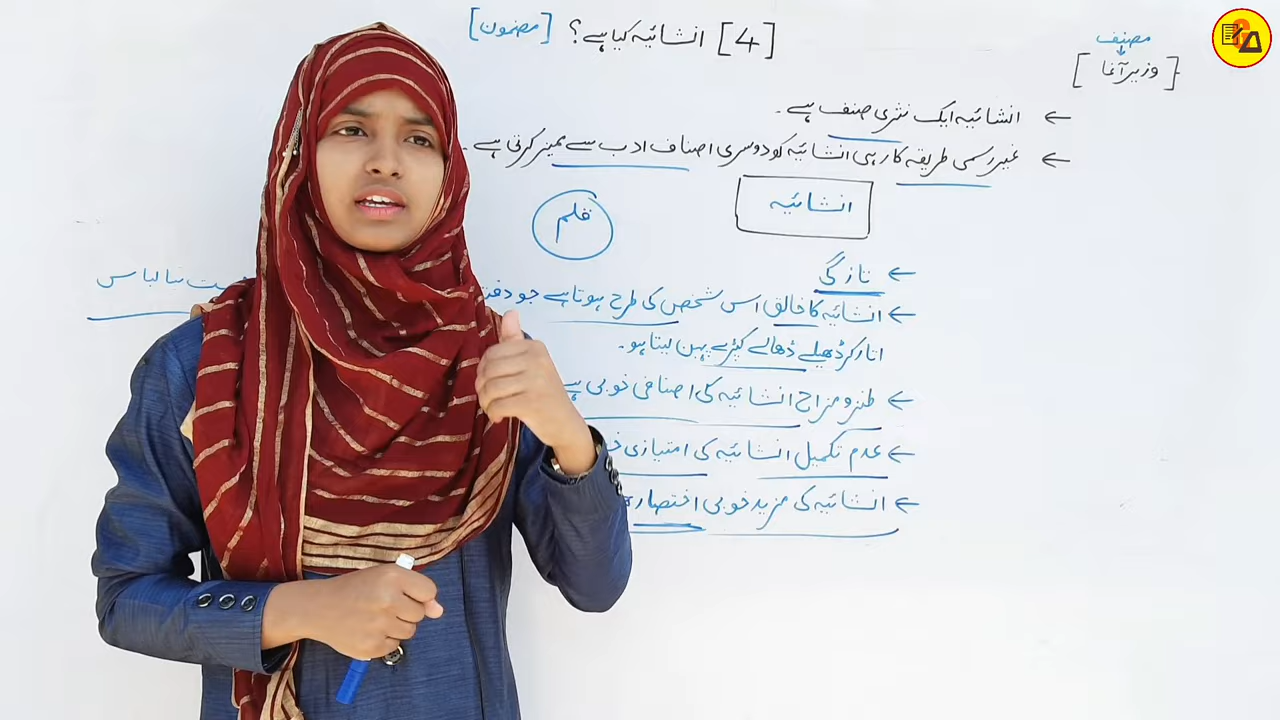 [4] انشائیہ کیا ہے؟ [مضمون]
مصنف
[وزیر آغا]
← انشائیہ ایک نثری صنف ہے۔
← غیر رسمی طریقہ کار ہی انشائیہ کو دوسری اصناف ادب سے ممیز کرتی ہے۔
انشائیہ
قلم
← تازگی
← انشائیہ کا خالق اس شخص کی طرح ہوتا ہے جو دفتر لباس
اتار کر ڈھیلے ڈھالے کپڑے پہن لیتا ہو۔
← طنز و مزاح انشائیہ کی اضافی خوبی ہے
← عدم تکمیل انشائیہ کی امتیازی
← انشائیہ کی مزید خوبی اختصار